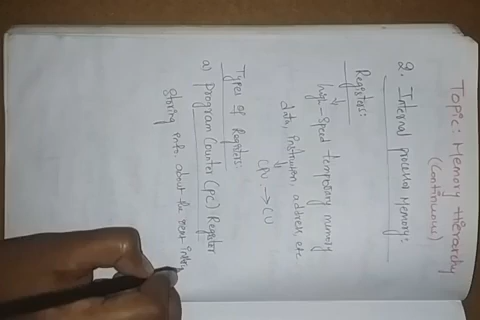 Topic: Memory Hierarchy
(Continuous)
2. Internal processor Memory:
Registers:
↓
high-speed temporary memory
data, instruction, address, etc
CPU → CU
Types of Registers:
a) Program Counter (PC) Register
Storing info. about the next